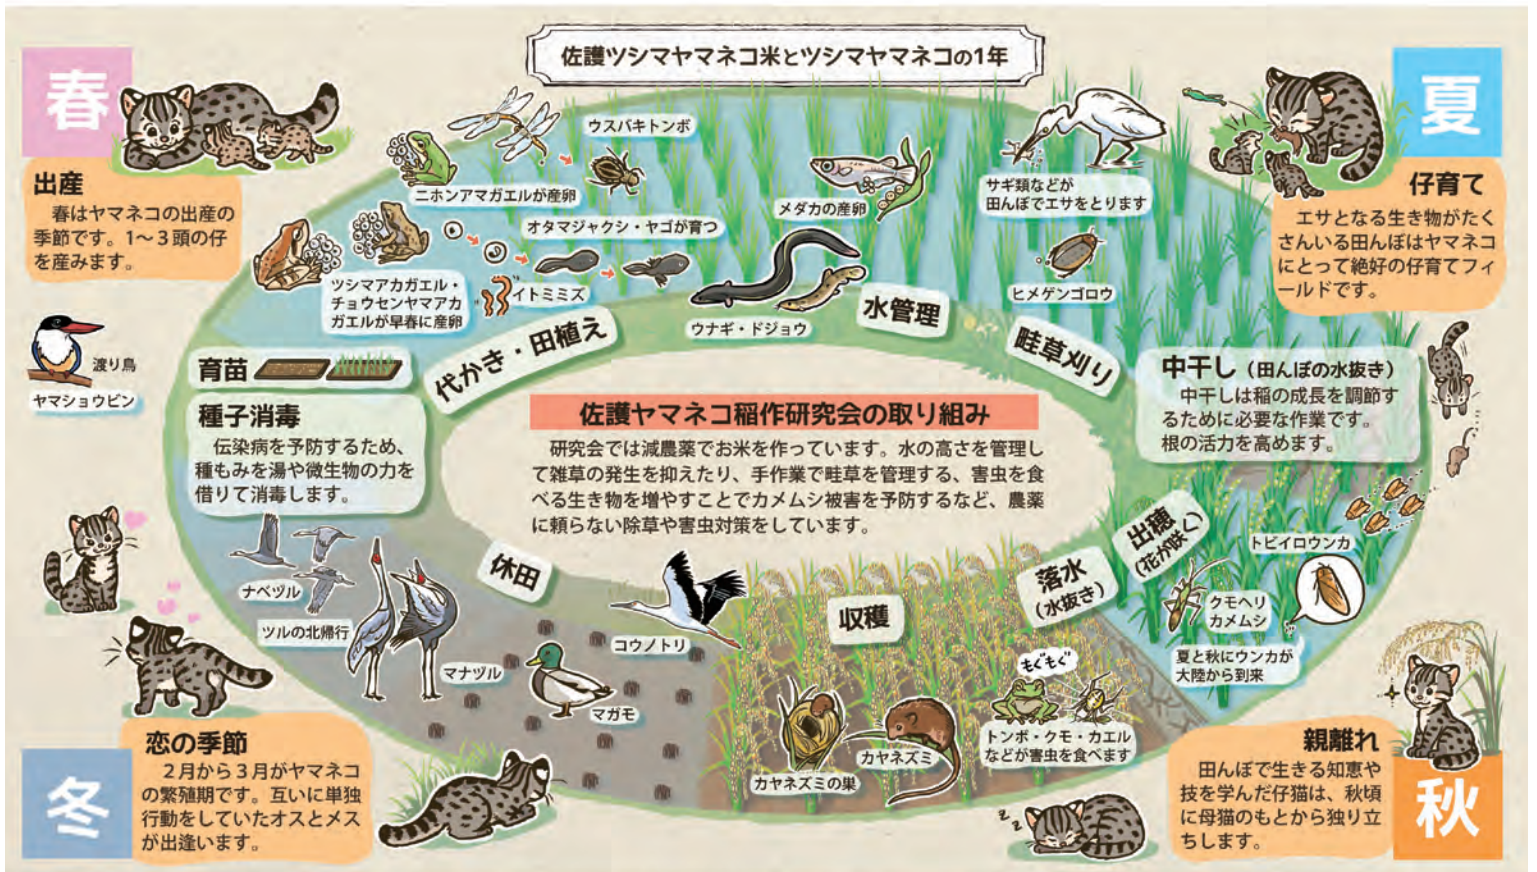 佐護ツシマヤマネコ米とツシマヤマネコの1年
春
出産
春はヤマネコの出産の
季節です。1～3頭の仔
を産みます。
夏
仔育て
エサとなる生き物がたく
さんいる田んぼはヤマネコ
にとって絶好の仔育てフィ
ールドです。
ウスバキトンボ
ニホンアマガエルが産卵
オタマジャクシ・ヤゴが育つ
メダカの産卵
サギ類などが
田んぼでエサをとります
ツシマアカガエル・
チョウセンヤマアカ
ガエルが早春に産卵
イトミミズ
ウナギ・ドジョウ
ヒメゲンゴロウ
渡り鳥
ヤマショウビン
育苗
代かき・田植え
水管理
畦草刈り
種子消毒
伝染病を予防するため、
種もみを湯や微生物の力を
借りて消毒します。
中干し（田んぼの水抜き）
中干しは稲の成長を調節す
るために必要な作業です。
根の活力を高めます。
佐護ヤマネコ稲作研究会の取り組み
研究会では減農薬でお米を作っています。水の高さを管理し
て雑草の発生を抑えたり、手作業で畦草を管理する、害虫を食
べる生き物を増やすことでカメムシ被害を予防するなど、農薬
に頼らない除草や害虫対策をしています。
出穂
（花が咲く）
トビイロウンカ
クモヘリ
カメムシ
夏と秋にウンカが
大陸から到来
落水
（水抜き）
収穫
休田
ナベヅル
ツルの北帰行
マナヅル
コウノトリ
マガモ
もぐもぐ
トンボ・クモ・カエル
などが害虫を食べます
カヤネズミ
カヤネズミの巣
冬
恋の季節
2月から3月がヤマネコ
の繁殖期です。互いに単独
行動をしていたオスとメス
が出逢います。
zz
秋
親離れ
田んぼで生きる知恵や
技を学んだ仔猫は、秋頃
に母猫のもとから独り立
ちします。